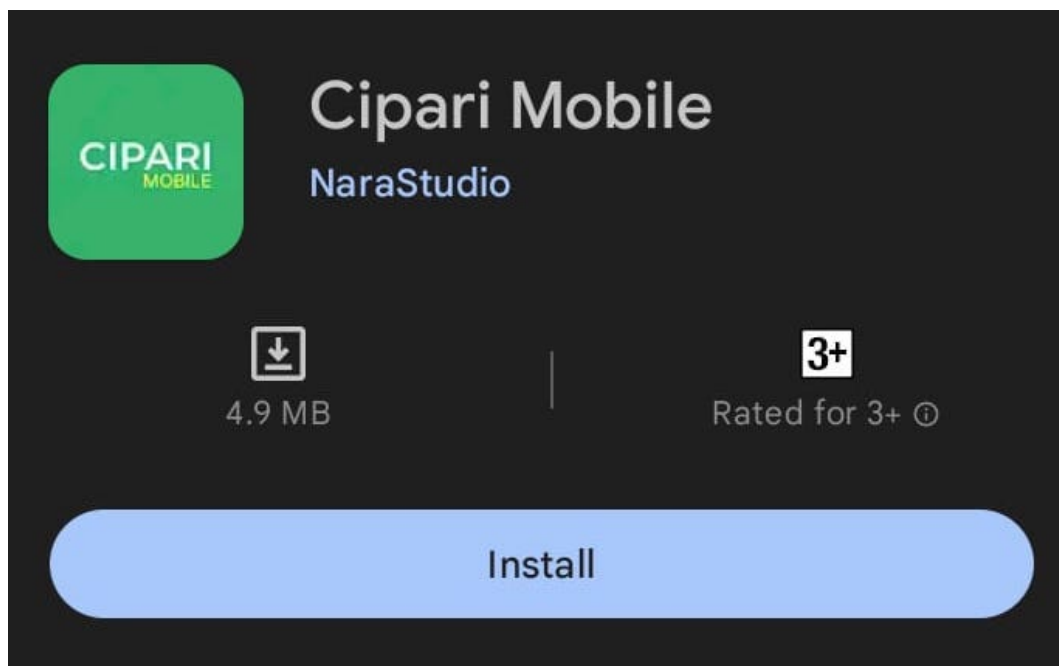 CIPARI
MOBILE
Cipari Mobile
NaraStudio
4.9 MB
3+
Rated for 3+
Install